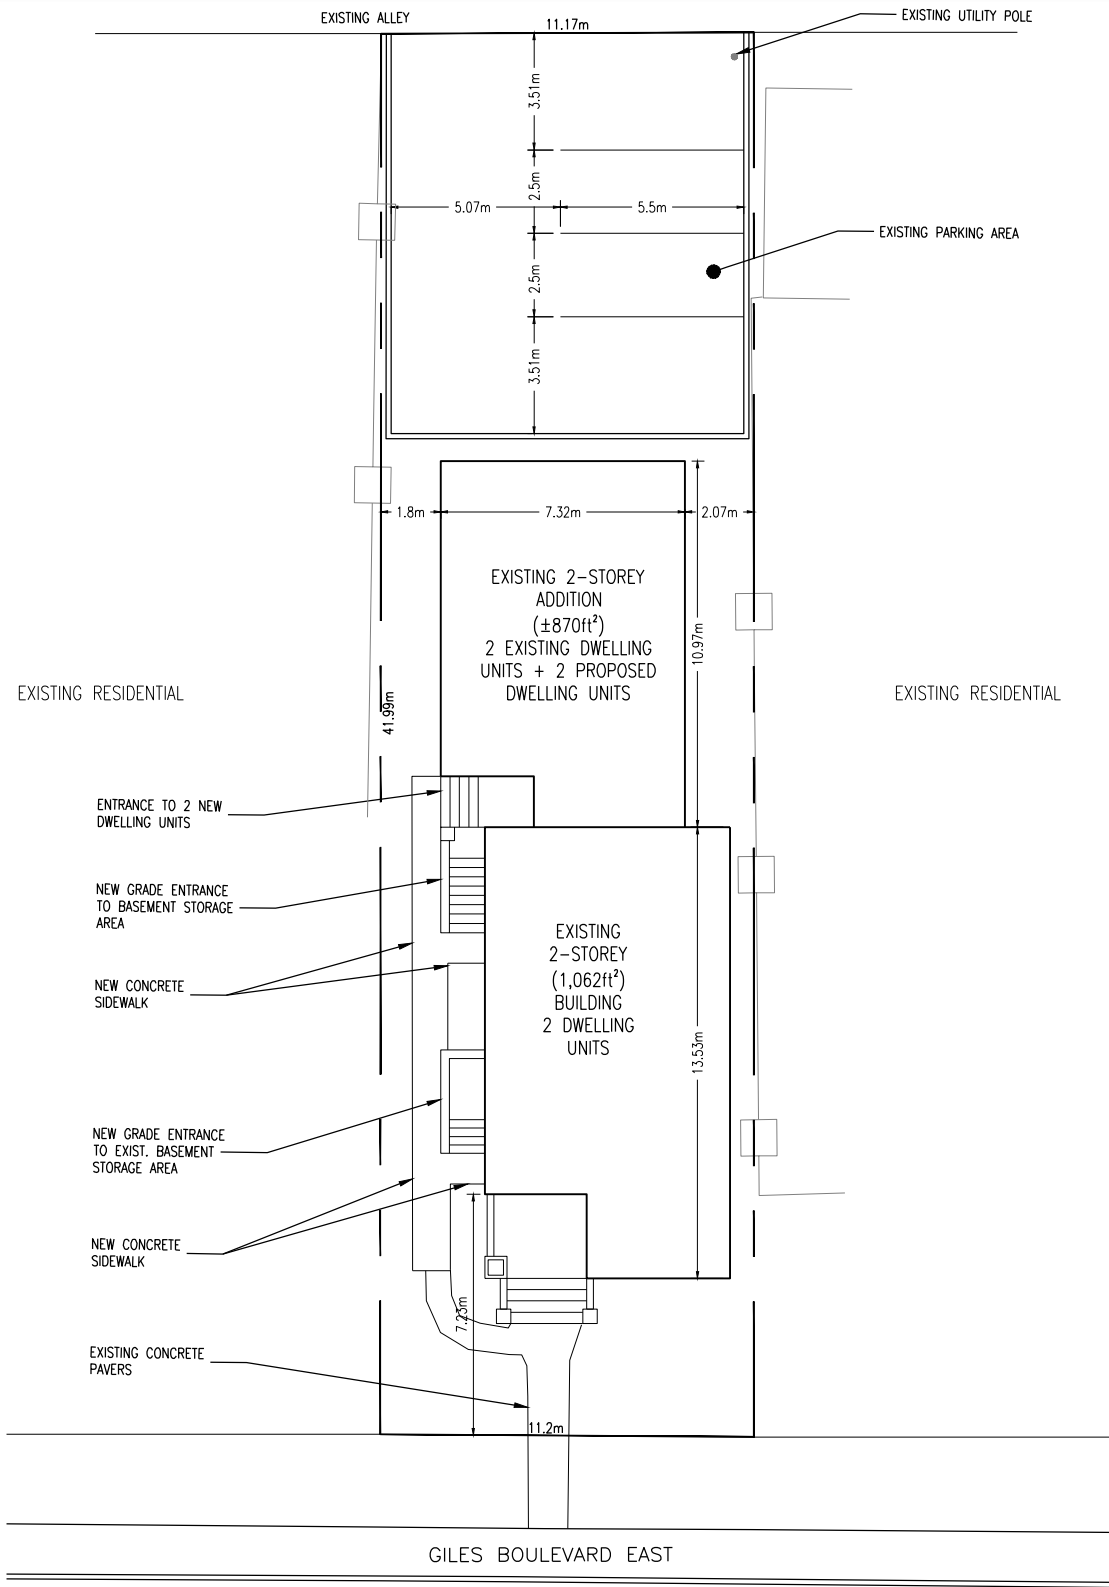 EXISTING ALLEY
11.17m
EXISTING UTILITY POLE
3.51m
2.5m
5.07m
5.5m
EXISTING PARKING AREA
2.5m
3.51m
1.8m
7.32m
2.07m
EXISTING 2-STOREY
ADDITION
(±870ft²)
2 EXISTING DWELLING
UNITS + 2 PROPOSED
DWELLING UNITS
10.97m
EXISTING RESIDENTIAL
41.99m
EXISTING RESIDENTIAL
ENTRANCE TO 2 NEW
DWELLING UNITS
NEW GRADE ENTRANCE
TO BASEMENT STORAGE
AREA
EXISTING
2-STOREY
(1,062ft²)
BUILDING
2 DWELLING
UNITS
NEW CONCRETE
SIDEWALK
13.53m
NEW GRADE ENTRANCE
TO EXIST. BASEMENT
STORAGE AREA
NEW CONCRETE
SIDEWALK
7.23m
EXISTING CONCRETE
PAVERS
11.2m
GILES BOULEVARD EAST